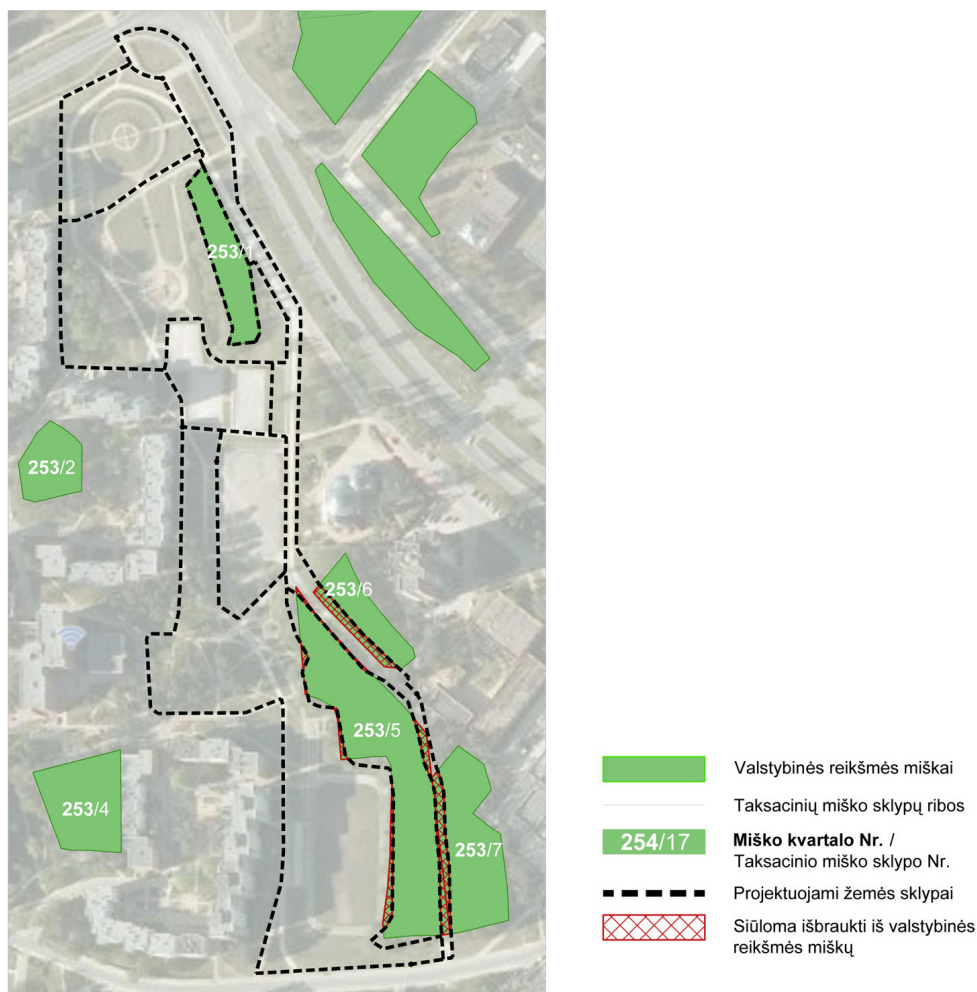 253/1
253/2
253/6
253/5
253/4
253/7
Valstybinės reikšmės miškai
Taksacinių miško sklypų ribos
254/17
Miško kvartalo Nr. /
Taksacinio miško sklypo Nr.
Projektuojami žemės sklypai
Siūloma išbraukti iš valstybinės
reikšmės miškų